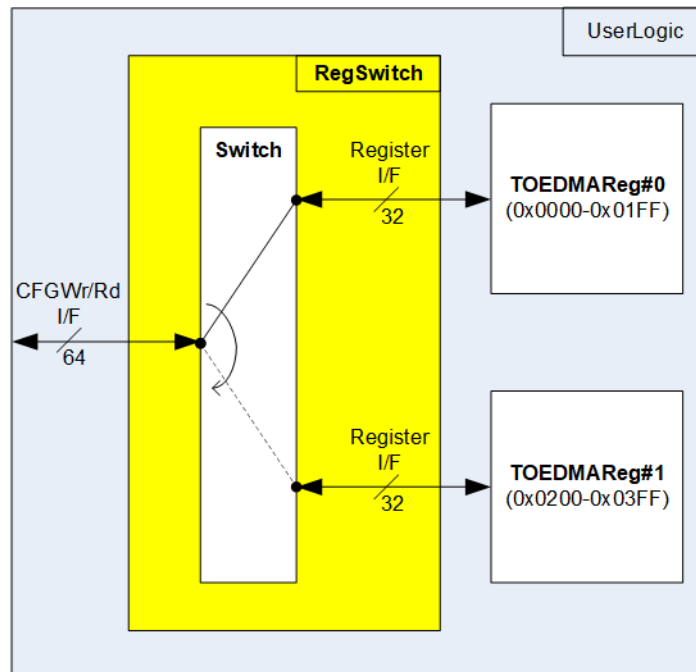 UserLogic
RegSwitch
Switch
Register
I/F
32
TOEDMAReg#0
(0x0000-0x01FF)
CFGWr/Rd
I/F
64
Register
I/F
32
TOEDMAReg#1
(0x0200-0x03FF)